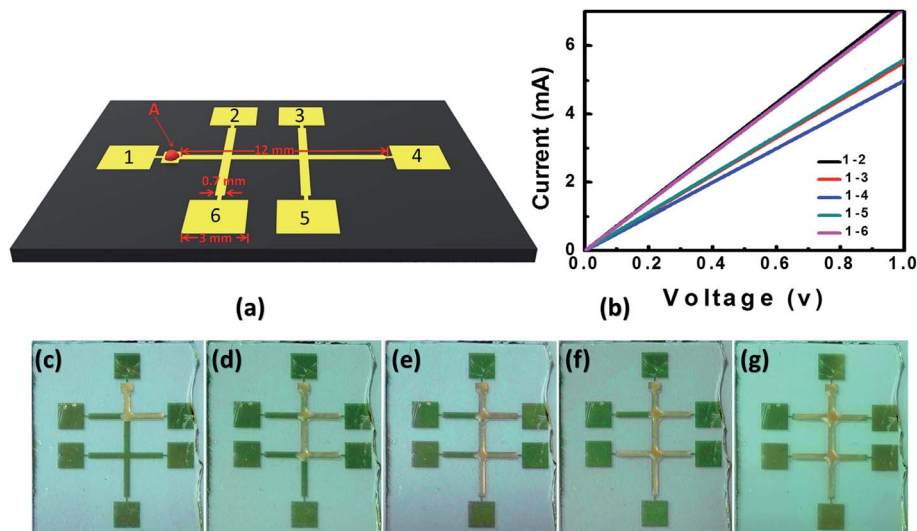 A
2
3
1
12 mm
4
0.7 mm
6
5
3 mm
(a)
Current (mA)
6
4
2
0
1-2
1-3
1-4
1-5
1-6
0.0 0.2 0.4 0.6 0.8 1.0
Voltage (v)
(b)
(c) (d) (e) (f) (g)